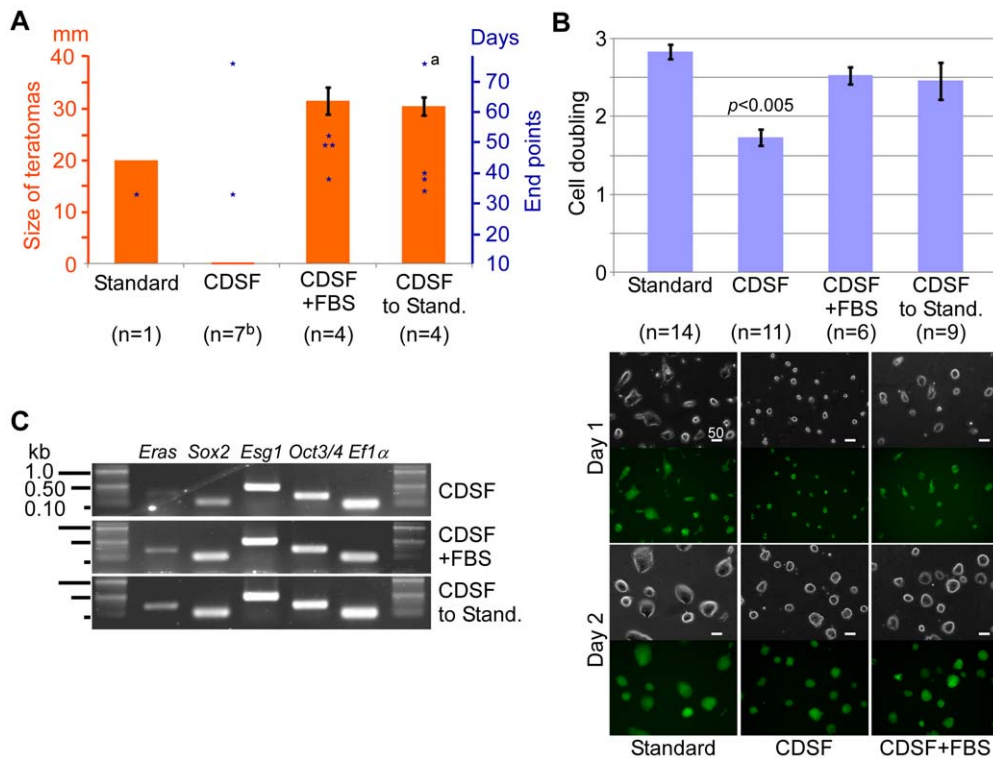 A
mm
Days
40
30
20
10
0
Size of teratomas
70
60
50
40
30
20
10
End points
a
Standard
CDSF
CDSF
+FBS
CDSF
to Stand.
(n=1)
(n=7b)
(n=4)
(n=4)
B
3
2
1
0
Cell doubling
p<0.005
Standard
CDSF
CDSF
+FBS
CDSF
to Stand.
(n=14)
(n=11)
(n=6)
(n=9)
Day 1
50
Day 2
Standard
CDSF
CDSF+FBS
C
kb
Eras Sox2 Esg1 Oct3/4 Ef1α
1.0
0.50
0.10
CDSF
CDSF
+FBS
CDSF
to Stand.